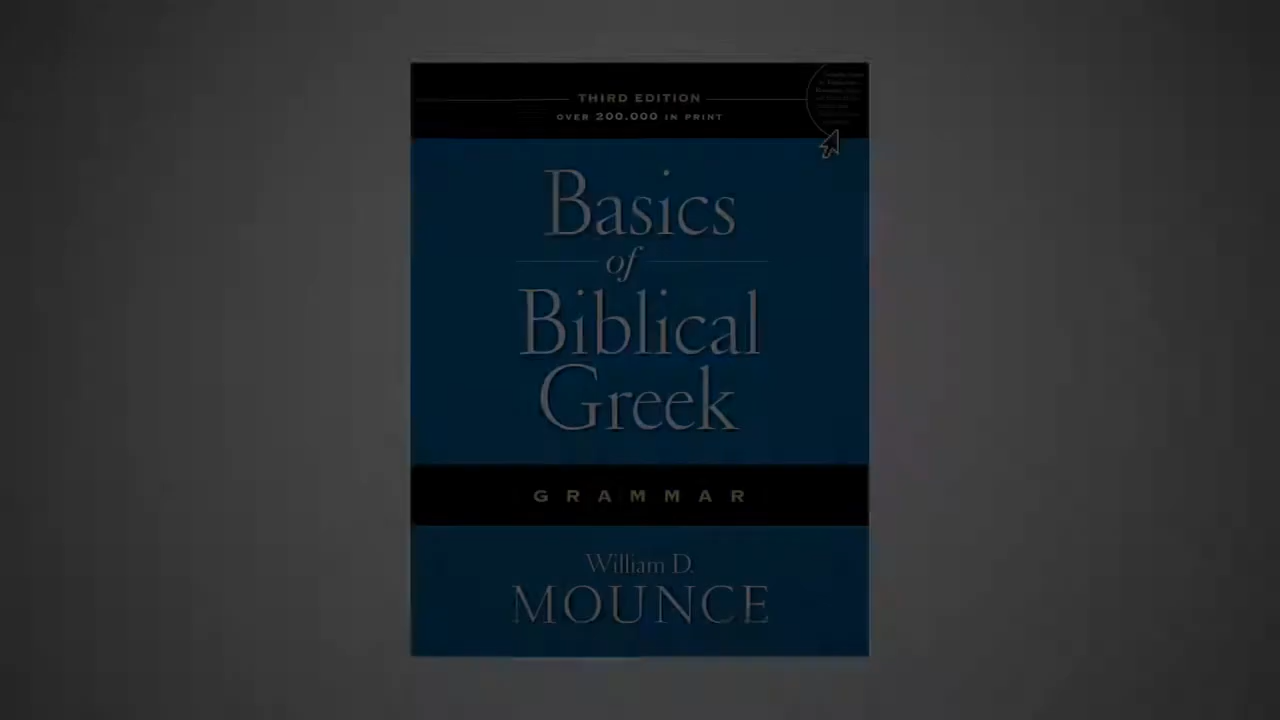 THIRD EDITION
OVER 200,000 IN PRINT
Basics
of
Biblical
Greek
GRAMMAR
William D.
MOUNCE